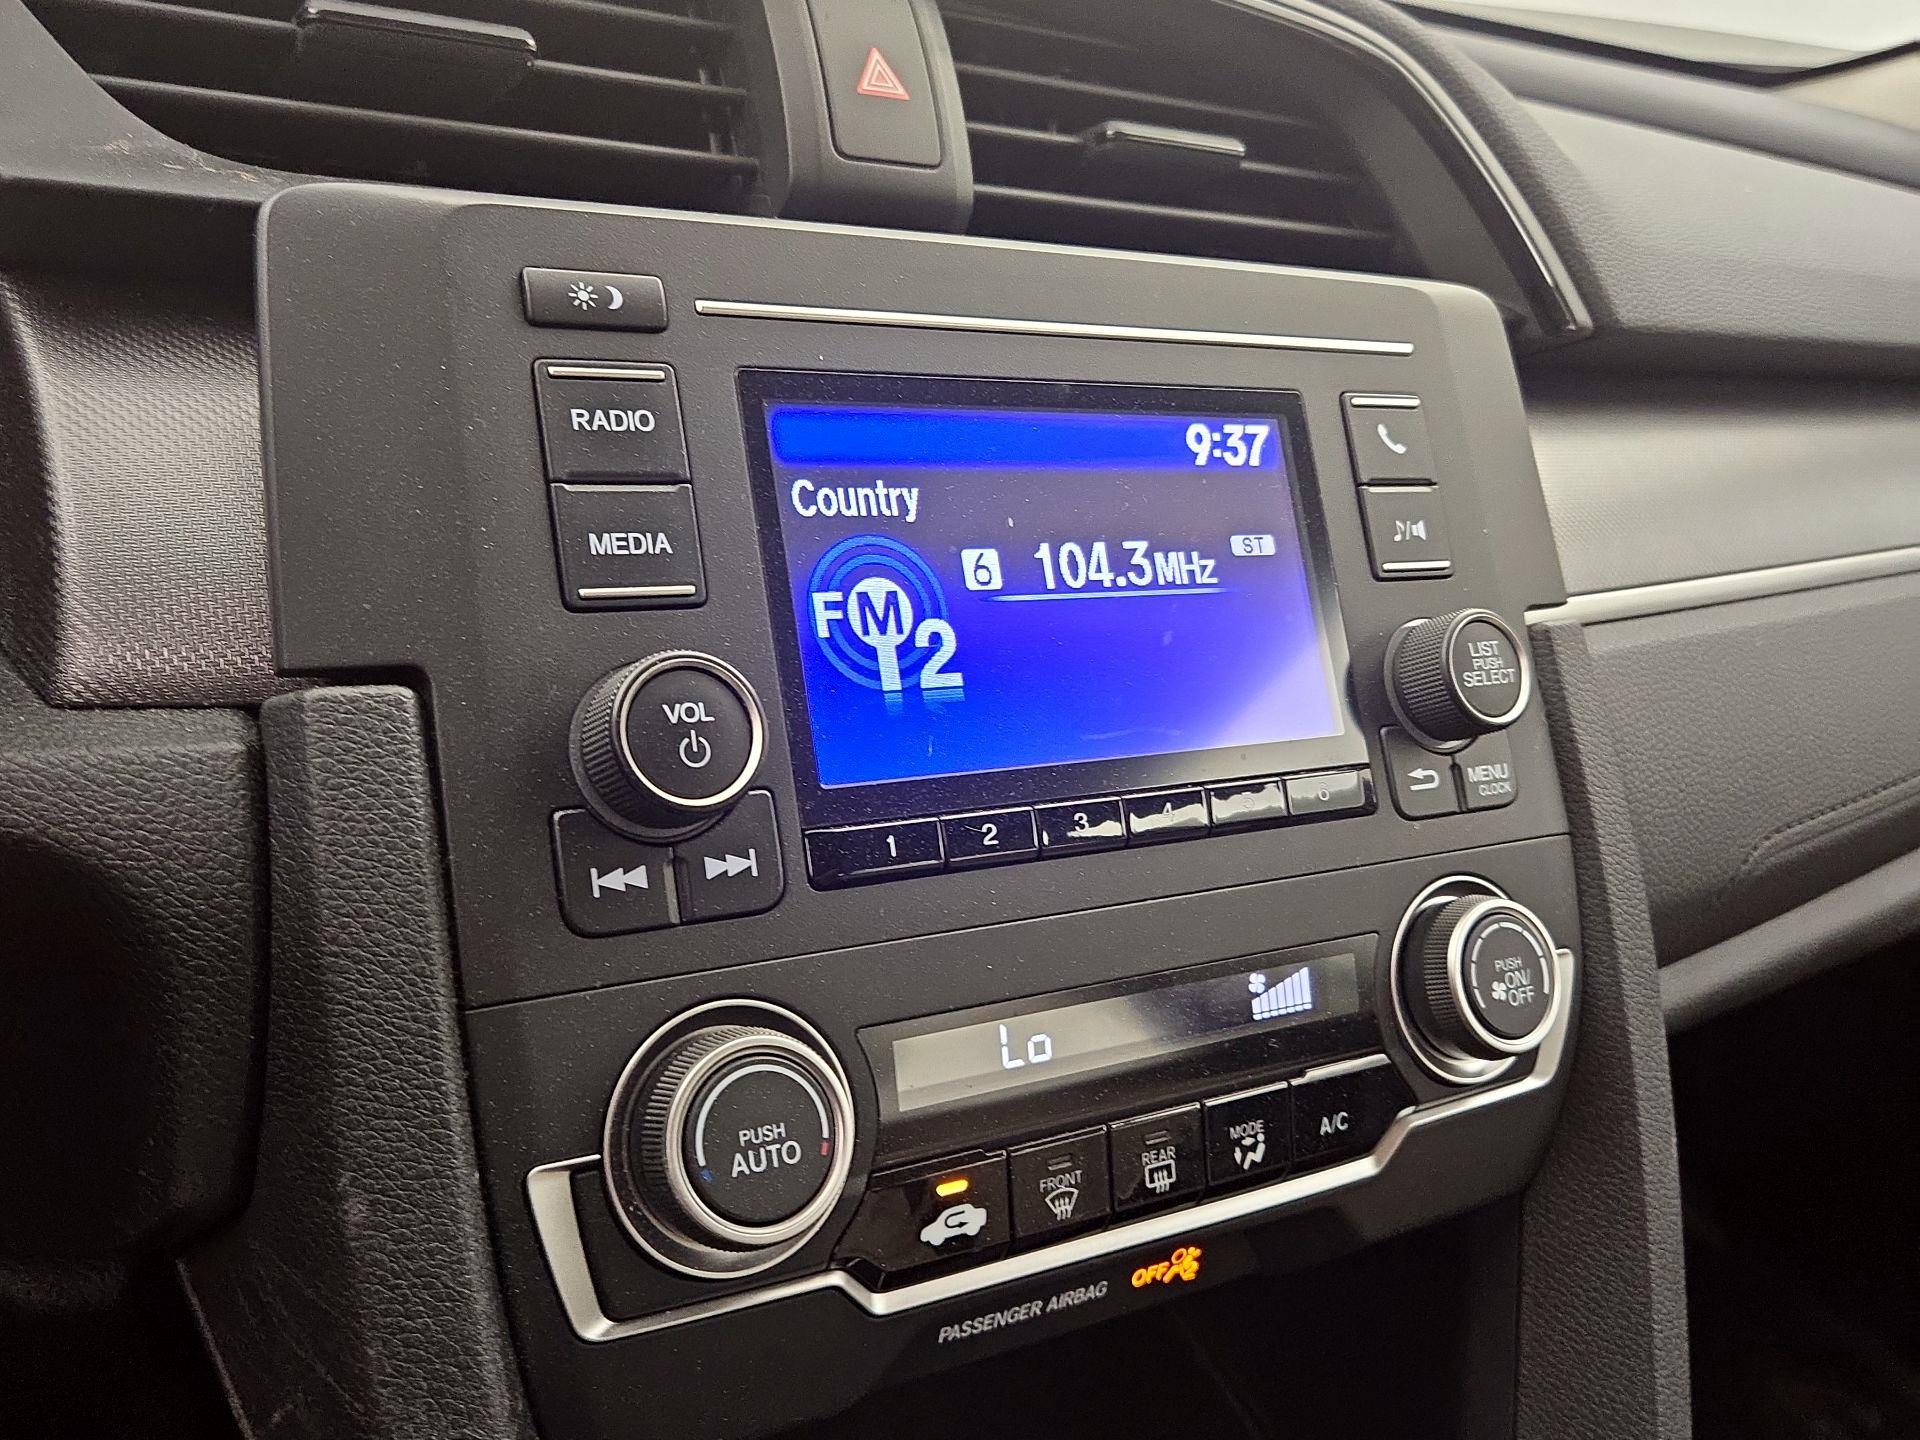 RADIO
MEDIA
9:37
Country
6 104.3MHz ST
FM2
VOL
LIST
PUSH
SELECT
MENU
CLOCK
1 2 3 4 5 6
Lo
PUSH
ON/
OFF
PUSH
AUTO
FRONT
REAR
MODE
A/C
PASSENGER AIRBAG OFF 2